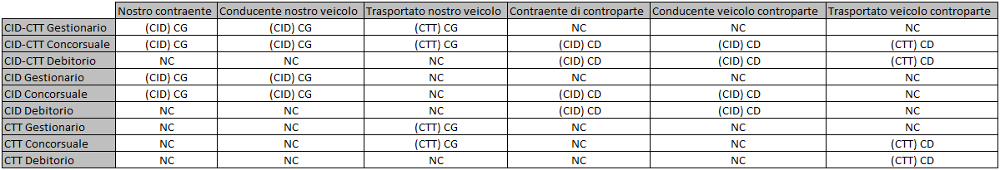 Nostro contraente Conducente nostro veicolo Trasportato nostro veicolo Contraente di controparte Conducente veicolo controparte Trasportato veicolo controparte
CID-CTT Gestionario (CID) CG (CID) CG (CTT) CG NC NC NC
CID-CTT Concorsuale (CID) CG (CID) CG (CTT) CG (CID) CD (CID) CD (CTT) CD
CID-CTT Debitorio NC NC NC (CID) CD (CID) CD (CTT) CD
CID Gestionario (CID) CG (CID) CG NC NC NC NC
CID Concorsuale (CID) CG (CID) CG NC (CID) CD (CID) CD NC
CID Debitorio NC NC NC (CID) CD (CID) CD NC
CTT Gestionario NC NC (CTT) CG NC NC NC
CTT Concorsuale NC NC (CTT) CG NC NC (CTT) CD
CTT Debitorio NC NC NC NC NC (CTT) CD